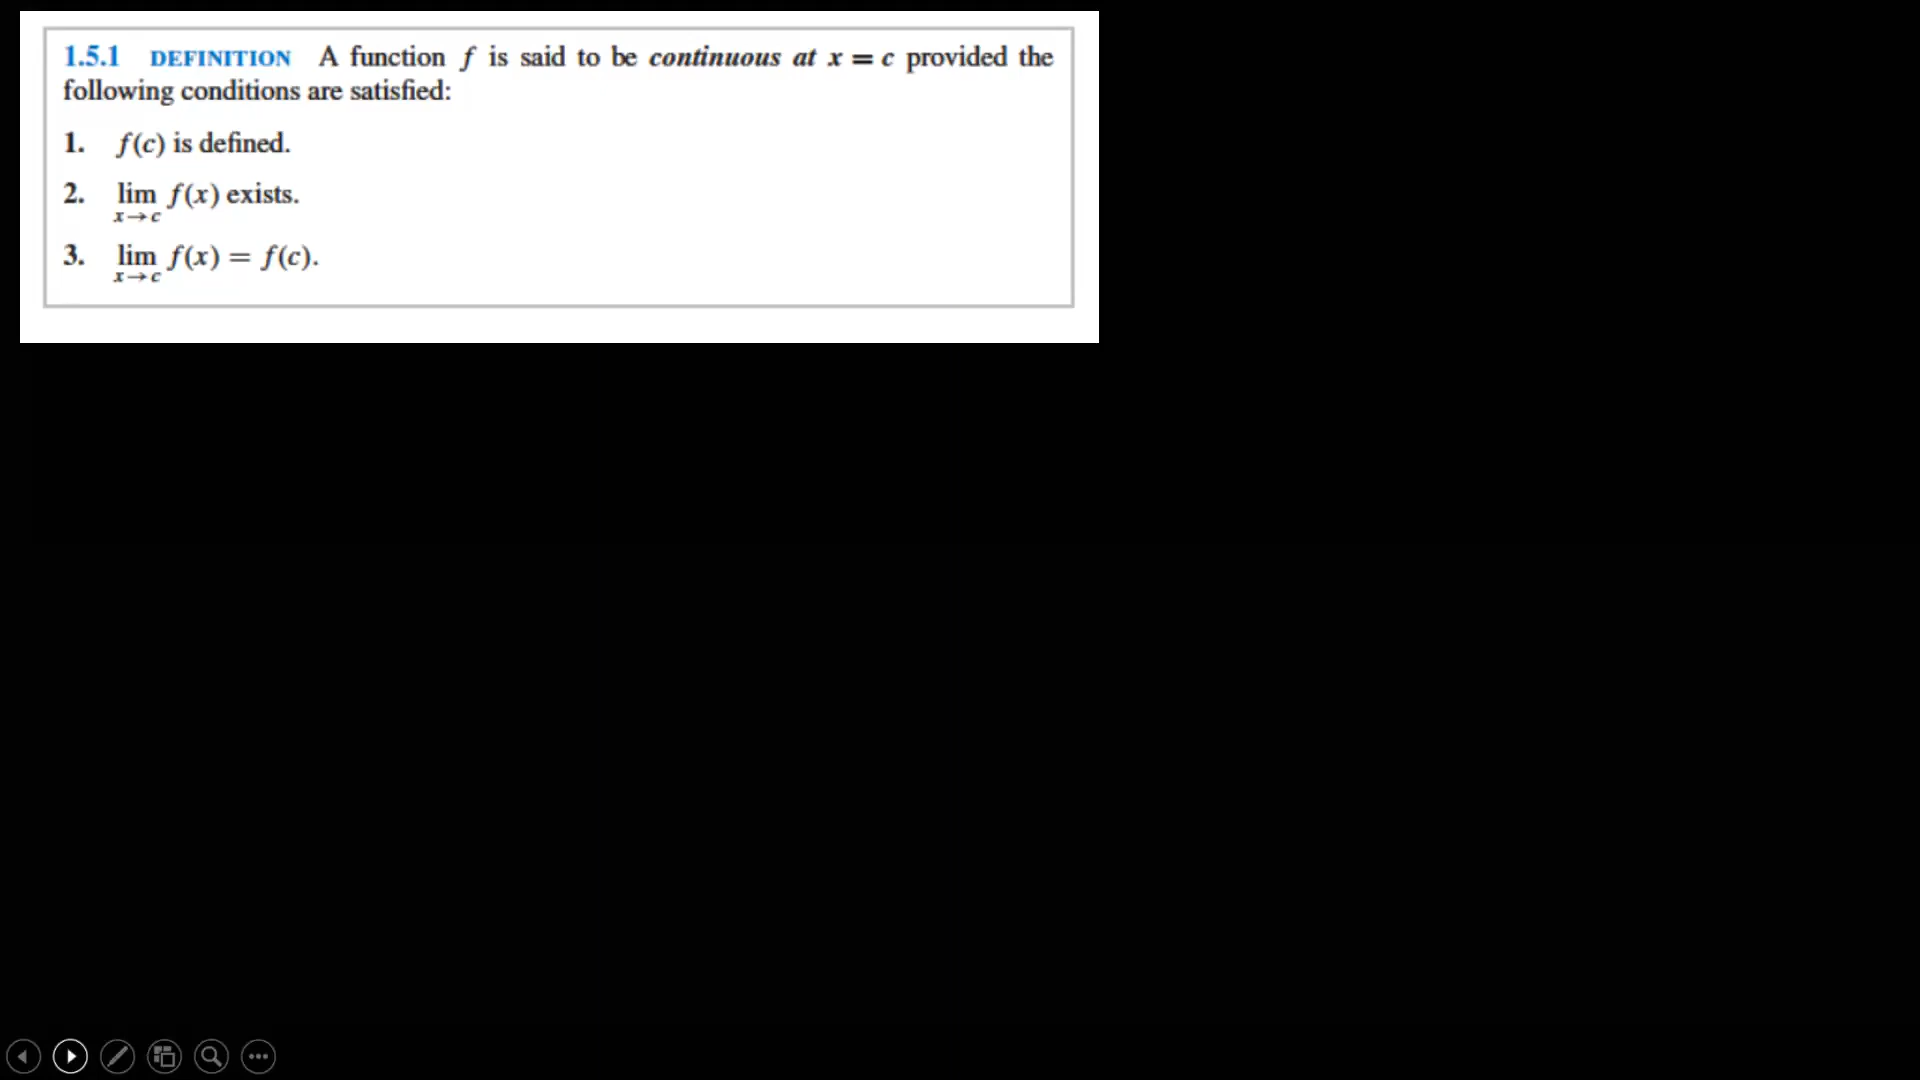 1.5.1 DEFINITION A function f is said to be continuous at x = c provided the
following conditions are satisfied:
1. f(c) is defined.
2. lim f(x) exists.
x→c
3. lim f(x) = f(c).
x→c